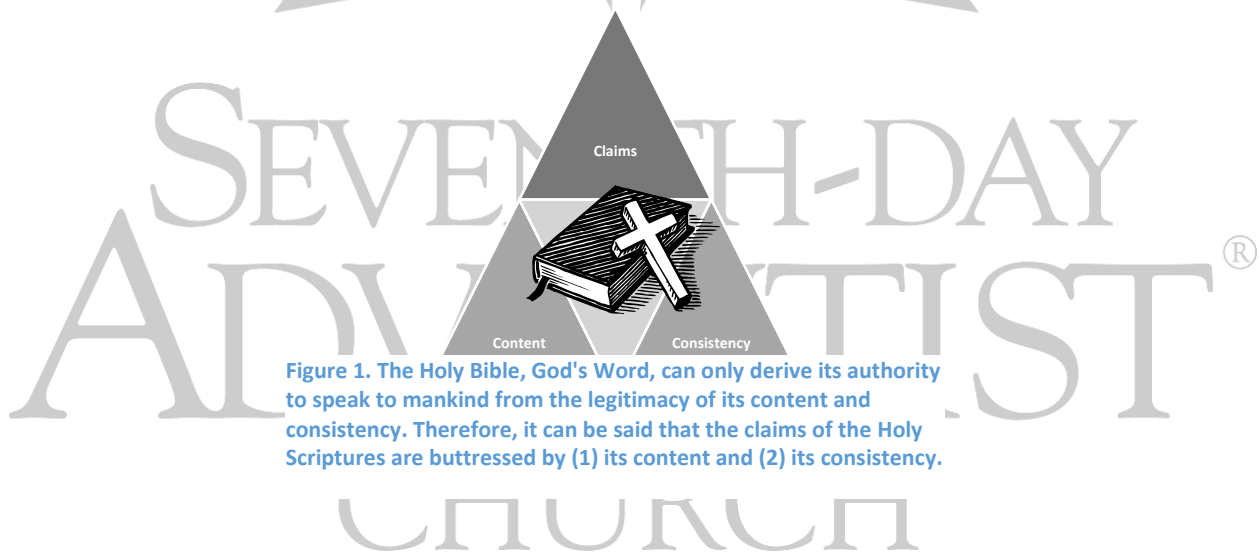 SEVENTH-DAY
ADVENTIST®
CHURCH
Claims
Content
Consistency
Figure 1. The Holy Bible, God's Word, can only derive its authority
to speak to mankind from the legitimacy of its content and
consistency. Therefore, it can be said that the claims of the Holy
Scriptures are buttressed by (1) its content and (2) its consistency.